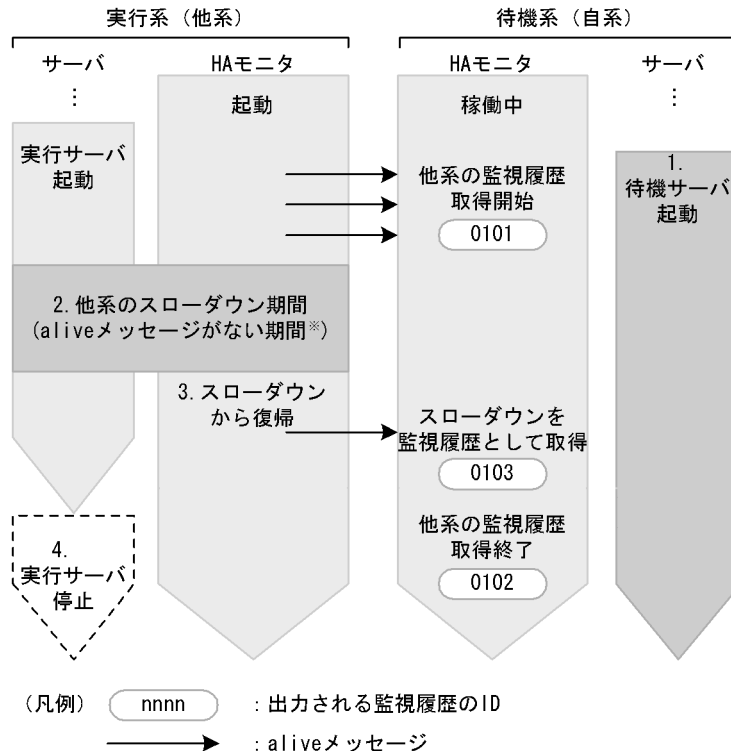 実行系（他系）
待機系（自系）
サーバ
HAモニタ
HAモニタ
サーバ
⋮
起動
稼働中
⋮
実行サーバ
起動
他系の監視履歴
取得開始
0101
1.
待機サーバ
起動
2.他系のスローダウン期間
(aliveメッセージがない期間※)
3.スローダウン
から復帰
スローダウンを
監視履歴として取得
0103
4.
実行サーバ
停止
他系の監視履歴
取得終了
0102
（凡例）
nnnn
：出力される監視履歴のID
：aliveメッセージ